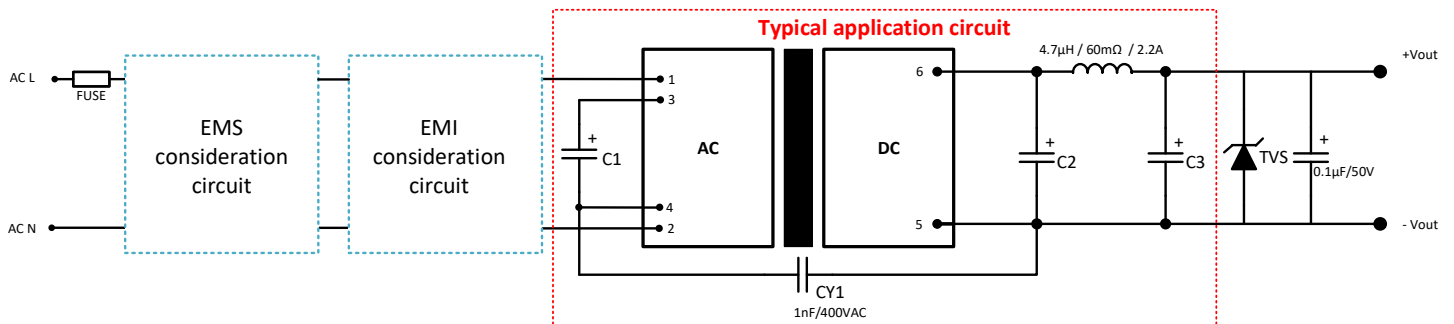 Typical application circuit
4.7µH / 60mΩ / 2.2A
AC L
FUSE
EMS
consideration
circuit
EMI
consideration
circuit
1
3
+
C1
4
2
AC
DC
6
5
+
C2
+
C3
TVS
+
0.1µF/50V
+Vout
AC N
- Vout
CY1
1nF/400VAC